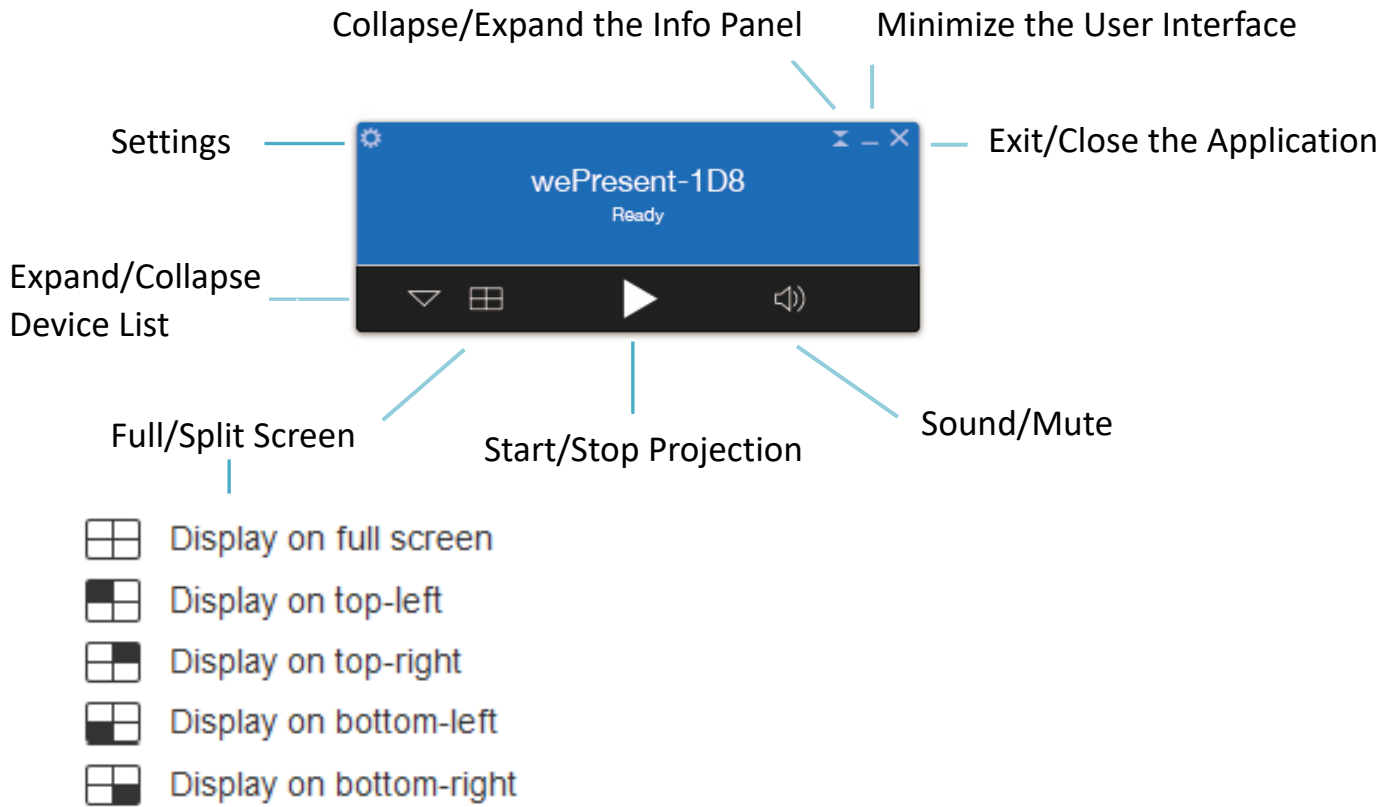 Collapse/Expand the Info Panel
Minimize the User Interface
Settings
Exit/Close the Application
wePresent-1D8
Ready
Expand/Collapse
Device List
Full/Split Screen
Start/Stop Projection
Sound/Mute
Display on full screen
Display on top-left
Display on top-right
Display on bottom-left
Display on bottom-right